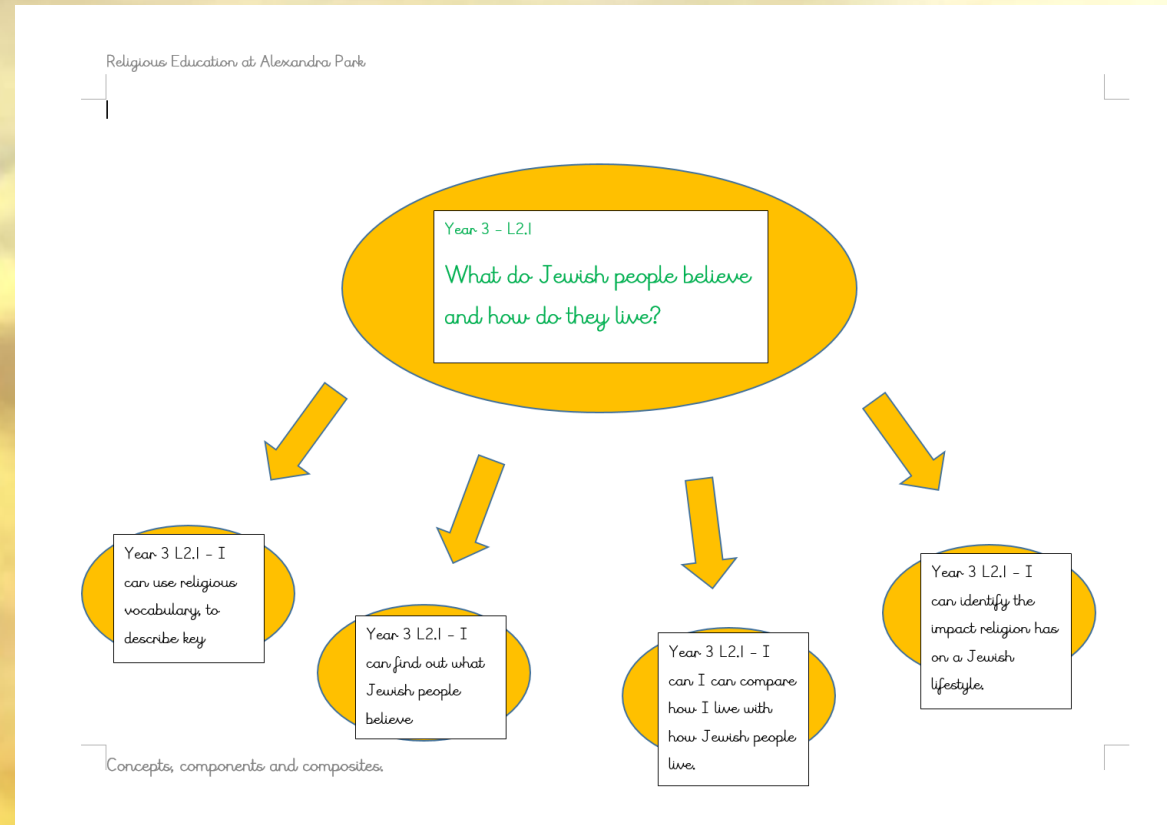 Religious Education at Alexandra Park
Year 3 - L2.1
What do Jewish people believe
and how do they live?
Year 3 L2.1 - I
can use religious
vocabulary, to
describe key
Year 3 L2.1 - I
can find out what
Jewish people
believe
Year 3 L2.1 - I
can I can compare
how I live with
how Jewish people
live.
Year 3 L2.1 - I
can identify the
impact religion has
on a Jewish
lifestyle.
Concepts, components and composites.